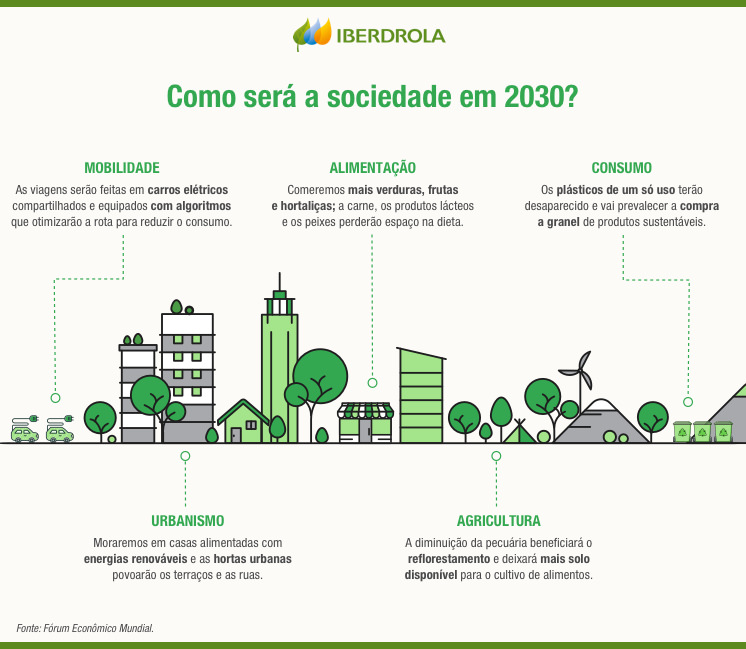 IBERDROLA
Como será a sociedade em 2030?
MOBILIDADE
As viagens serão feitas em carros elétricos
compartilhados e equipados com algoritmos
que otimizarão a rota para reduzir o consumo.
ALIMENTAÇÃO
Comeremos mais verduras, frutas
e hortaliças; a carne, os produtos lácteos
e os peixes perderão espaço na dieta.
CONSUMO
Os plásticos de um só uso terão
desaparecido e vai prevalecer a compra
a granel de produtos sustentáveis.
URBANISMO
Moraremos em casas alimentadas com
energias renováveis e as hortas urbanas
povoarão os terraços e as ruas.
AGRICULTURA
A diminuição da pecuária beneficiará o
reflorestamento e deixará mais solo
disponível para o cultivo de alimentos.
Fonte: Fórum Econômico Mundial.